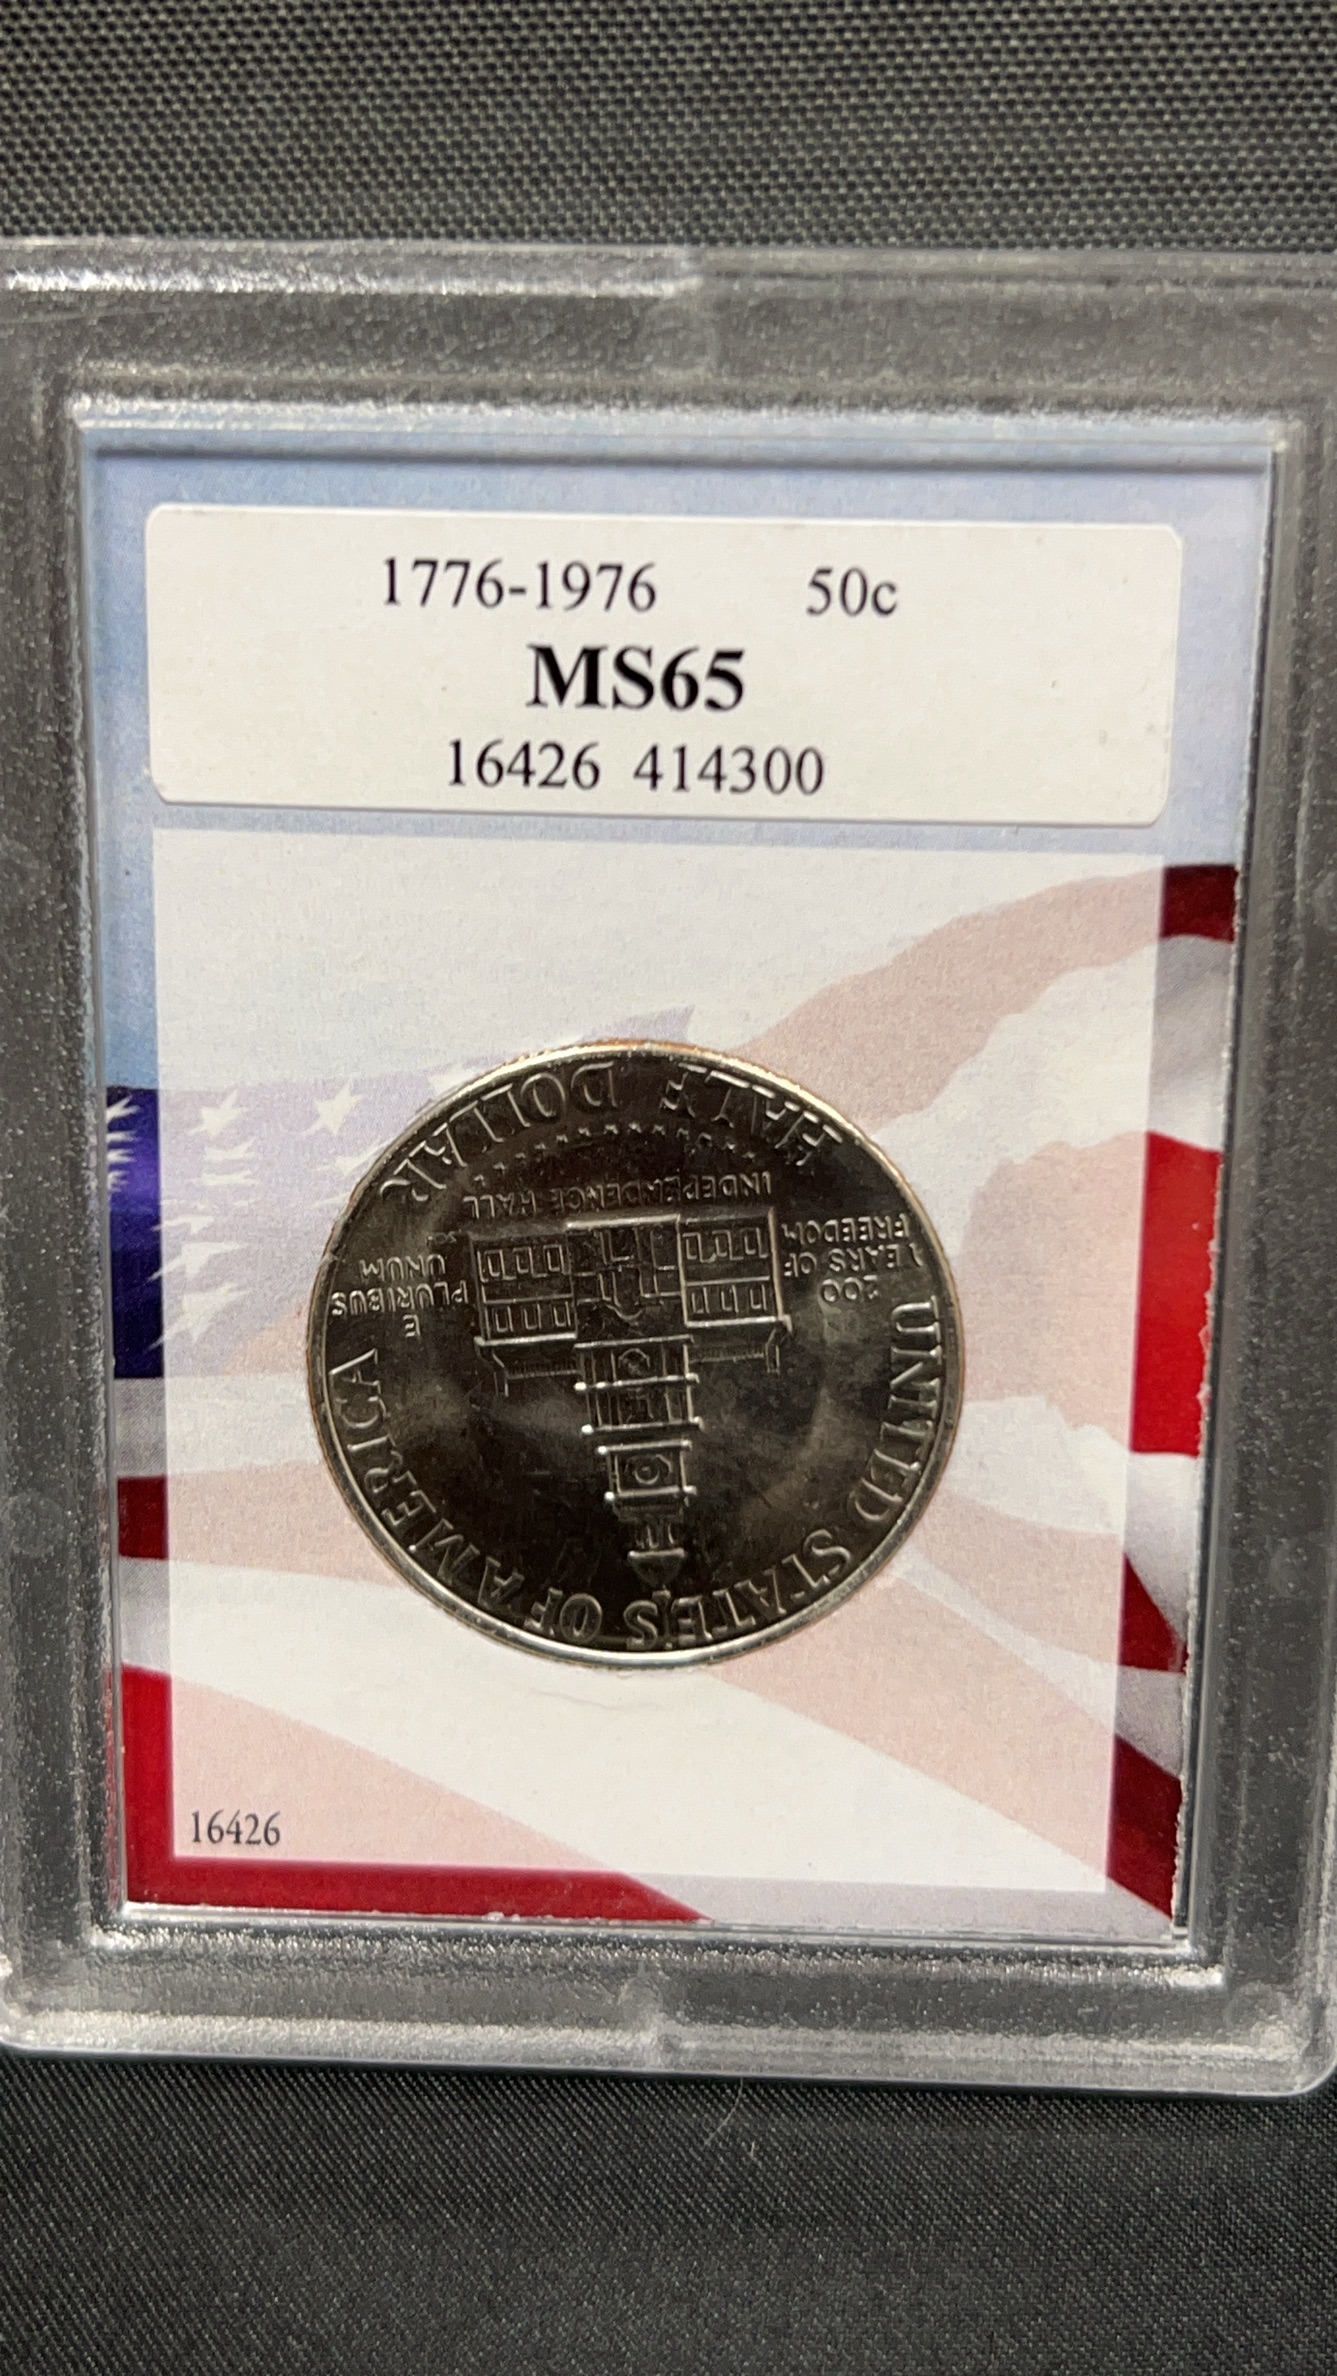 1776-1976 50c
MS65
16426 414300
HALF DOLLAR
INDEPENDENCE HALL
200
YEARS OF
FREEDOM
E
PLURIBUS
UNUM
UNITED STATES OF AMERICA
16426